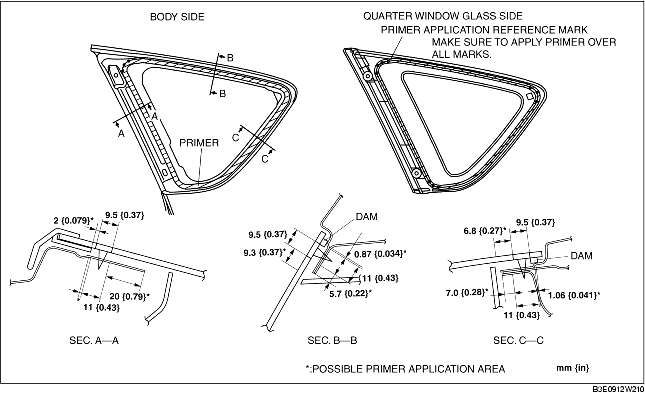 BODY SIDE
QUARTER WINDOW GLASS SIDE
PRIMER APPLICATION REFERENCE MARK
MAKE SURE TO APPLY PRIMER OVER
ALL MARKS.
B
B
A
A
C
C
PRIMER
2 {0.079}*
9.5 {0.37}
20 {0.79}*
11 {0.43}
SEC. A—A
DAM
9.5 {0.37}
9.3 {0.37}*
0.87 {0.034}*
11 {0.43}
5.7 {0.22}*
SEC. B—B
9.5 {0.37}
6.8 {0.27}*
DAM
7.0 {0.28}*
1.06 {0.041}*
11 {0.43}
SEC. C—C
*:POSSIBLE PRIMER APPLICATION AREA
mm {in}
B3E0912W210